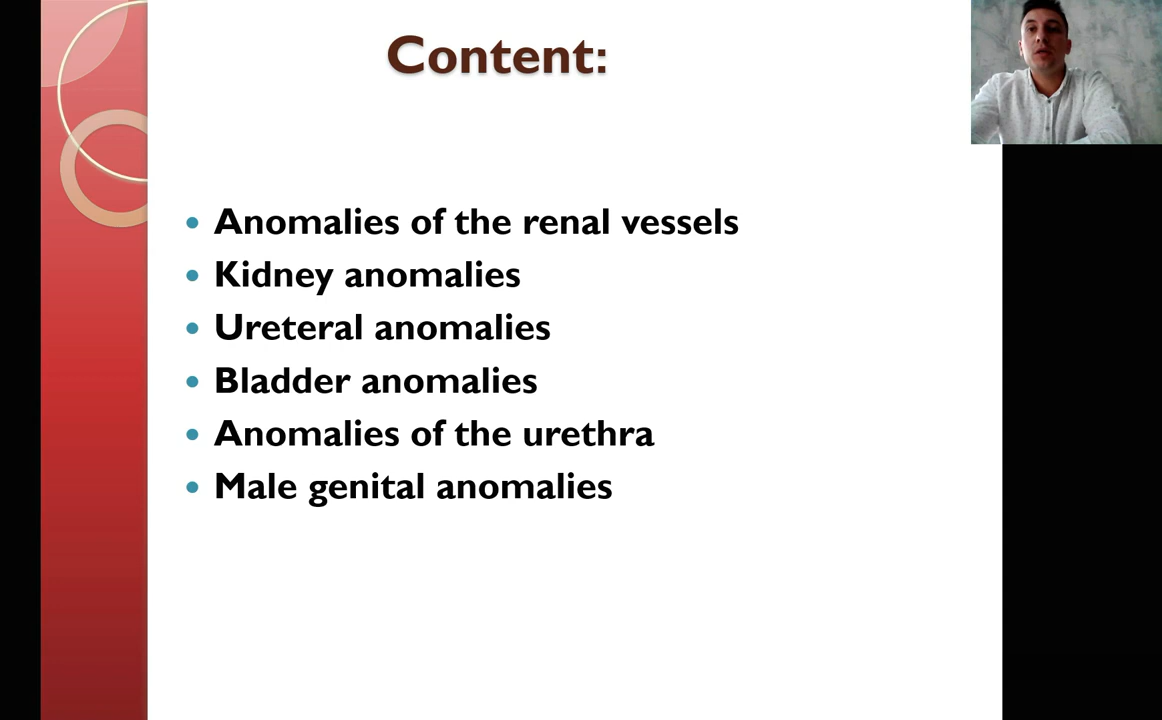 Content:
Anomalies of the renal vessels
Kidney anomalies
Ureteral anomalies
Bladder anomalies
Anomalies of the urethra
Male genital anomalies